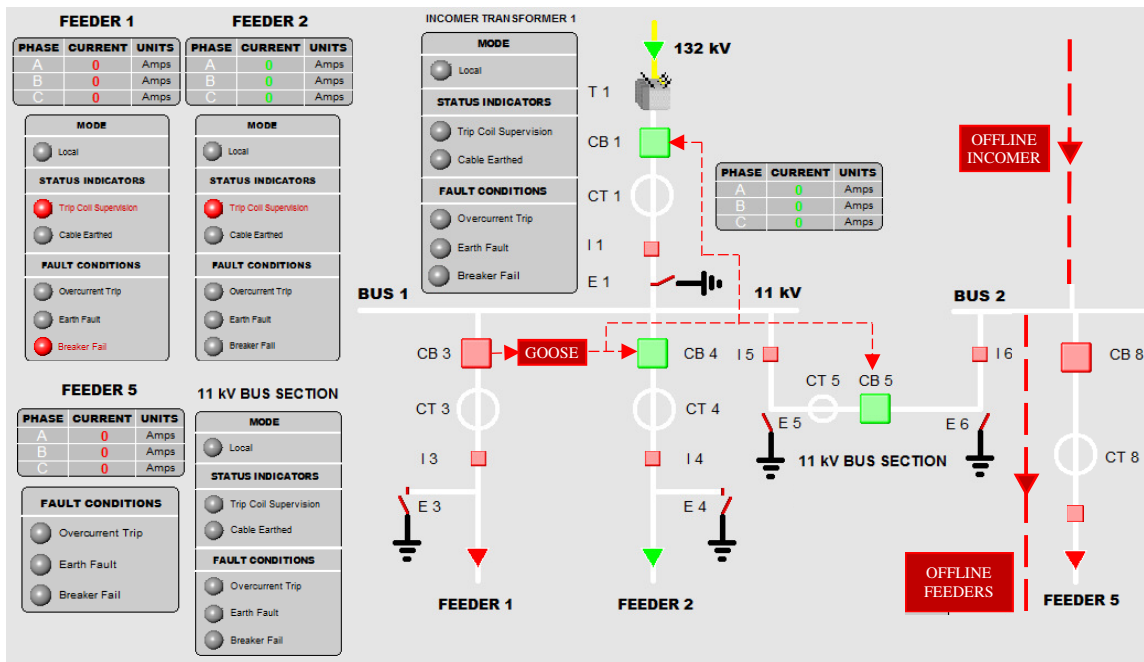 FEEDER 1
PHASE CURRENT UNITS
A 0 Amps
B 0 Amps
C 0 Amps
MODE
Local
STATUS INDICATORS
Trip Coil Supervision
Cable Earthed
FAULT CONDITIONS
Overcurrent Trip
Earth Fault
Breaker Fail
FEEDER 2
PHASE CURRENT UNITS
A 0 Amps
B 0 Amps
C 0 Amps
MODE
Local
STATUS INDICATORS
Trip Coil Supervision
Cable Earthed
FAULT CONDITIONS
Overcurrent Trip
Earth Fault
Breaker Fail
FEEDER 5
PHASE CURRENT UNITS
A 0 Amps
B 0 Amps
C 0 Amps
FAULT CONDITIONS
Overcurrent Trip
Earth Fault
Breaker Fail
11 kV BUS SECTION
MODE
Local
STATUS INDICATORS
Trip Coil Supervision
Cable Earthed
FAULT CONDITIONS
Overcurrent Trip
Earth Fault
Breaker Fail
INCOMER TRANSFORMER 1
MODE
Local
STATUS INDICATORS
Trip Coil Supervision
Cable Earthed
FAULT CONDITIONS
Overcurrent Trip
Earth Fault
Breaker Fail
132 kV
T 1
CB 1
CT 1
I 1
E 1
PHASE CURRENT UNITS
A 0 Amps
B 0 Amps
C 0 Amps
OFFLINE
INCOMER
BUS 1
11 kV
BUS 2
CB 3
GOOSE
CB 4
I 5
I 6
CB 8
CT 5
CB 5
CT 3
CT 4
E 5
E 6
I 3
I 4
11 kV BUS SECTION
CT 8
E 3
E 4
OFFLINE
FEEDERS
FEEDER 1
FEEDER 2
FEEDER 5